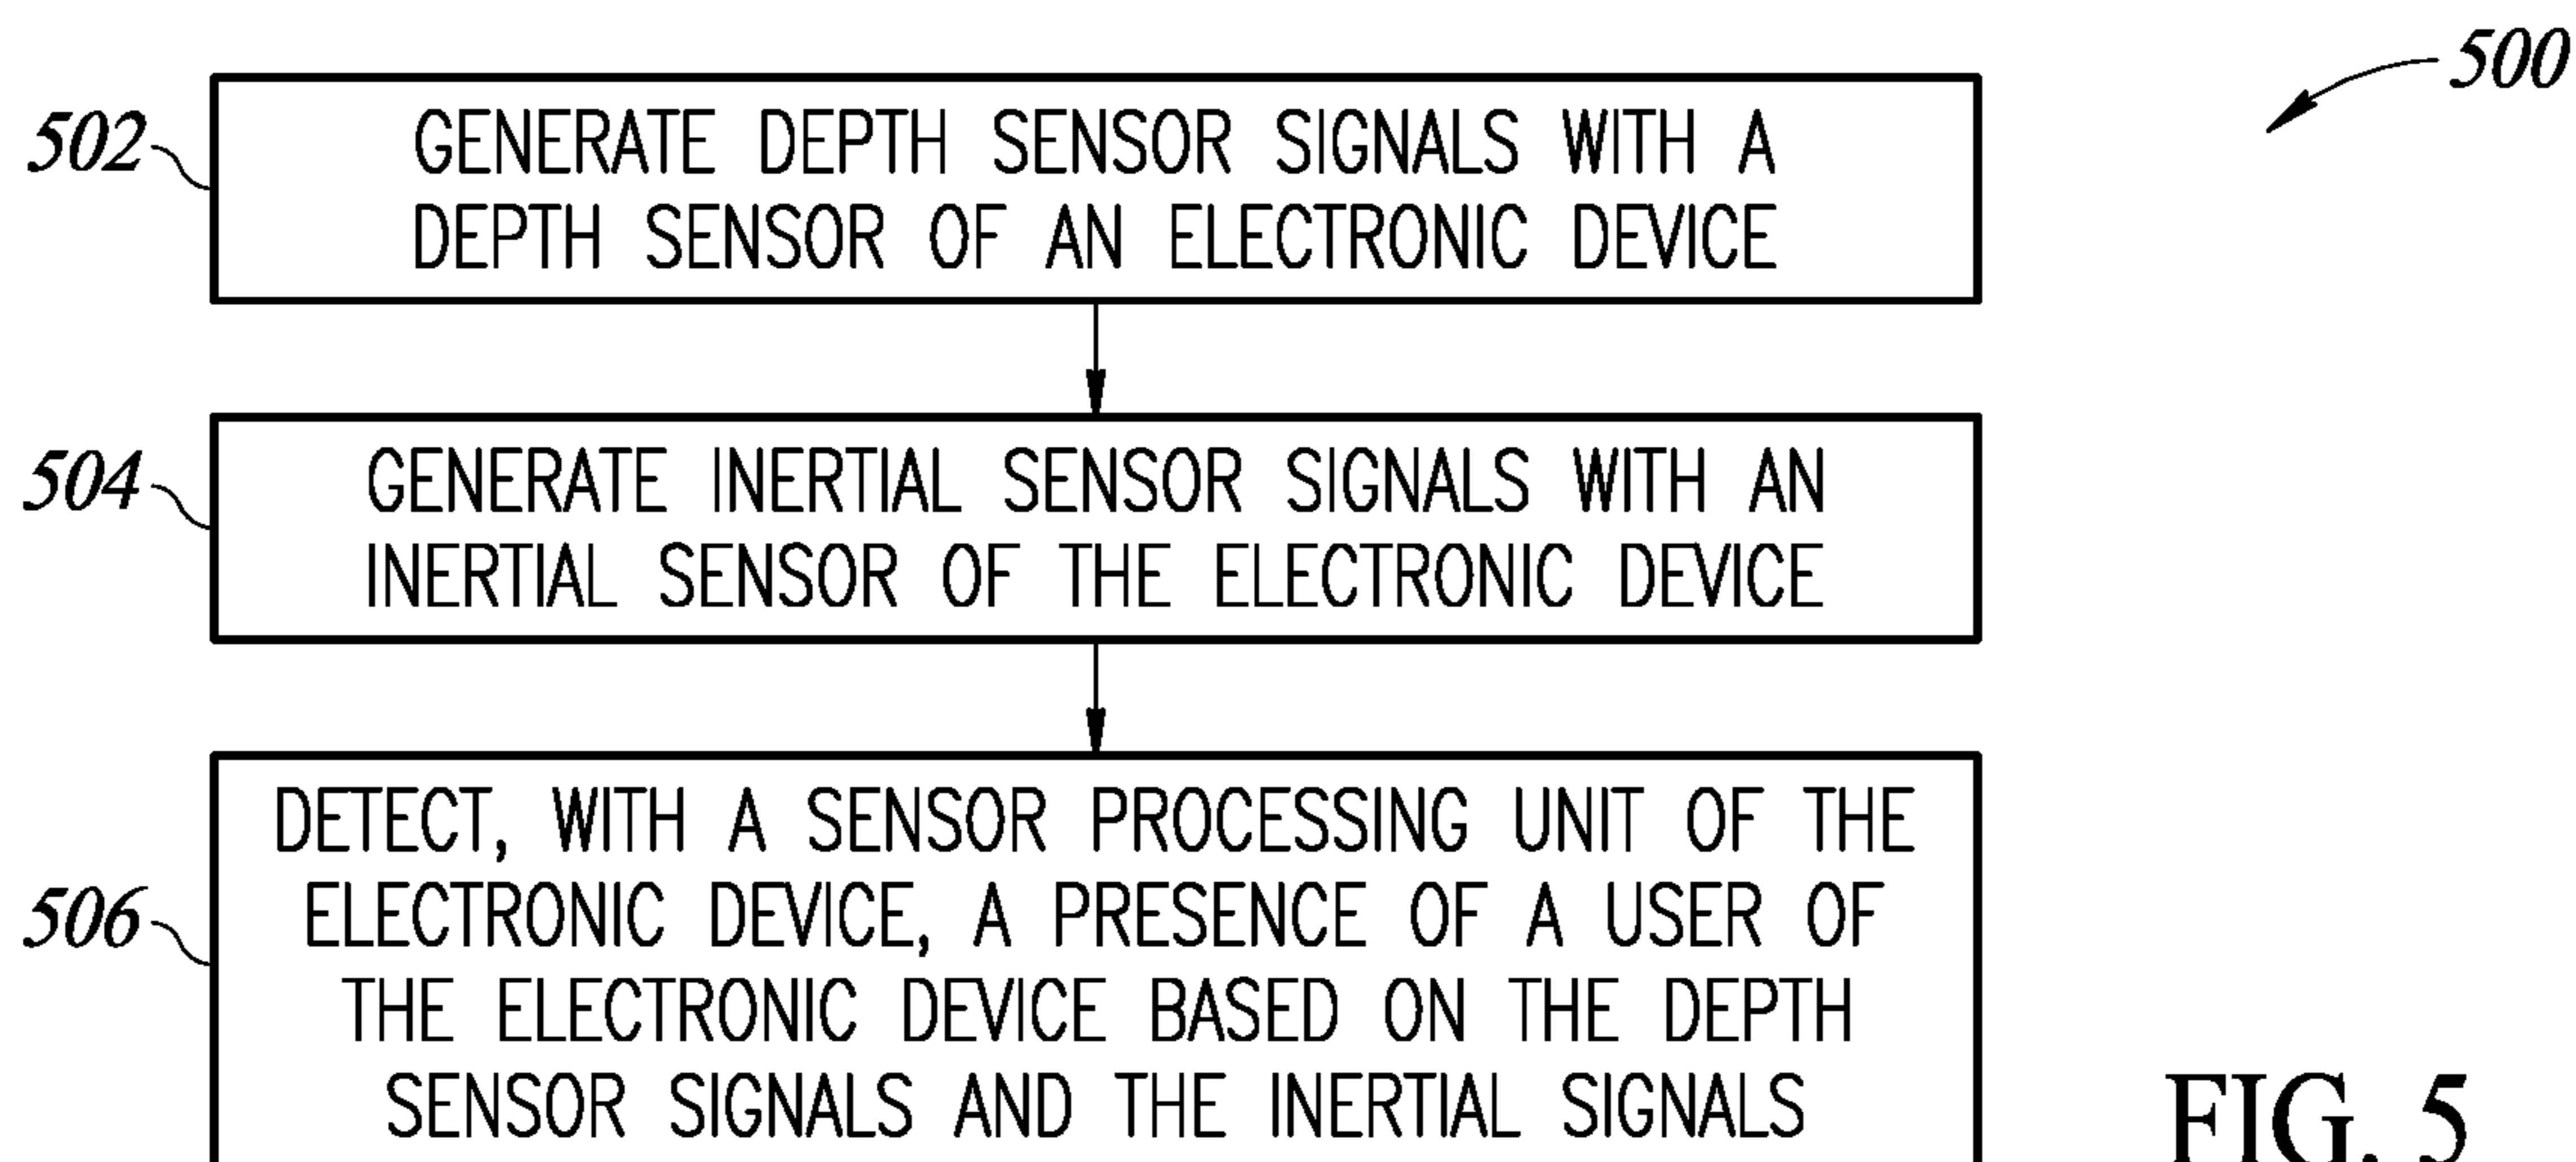 500
502
GENERATE DEPTH SENSOR SIGNALS WITH A
DEPTH SENSOR OF AN ELECTRONIC DEVICE
504
GENERATE INERTIAL SENSOR SIGNALS WITH AN
INERTIAL SENSOR OF THE ELECTRONIC DEVICE
506
DETECT, WITH A SENSOR PROCESSING UNIT OF THE
ELECTRONIC DEVICE, A PRESENCE OF A USER OF
THE ELECTRONIC DEVICE BASED ON THE DEPTH
SENSOR SIGNALS AND THE INERTIAL SIGNALS
FIG. 5